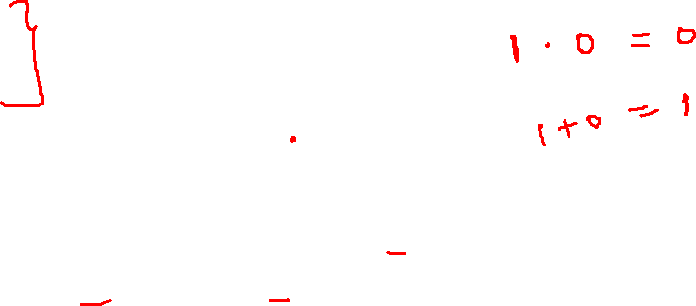 1 · 0 = 0
1 + 0 = 1